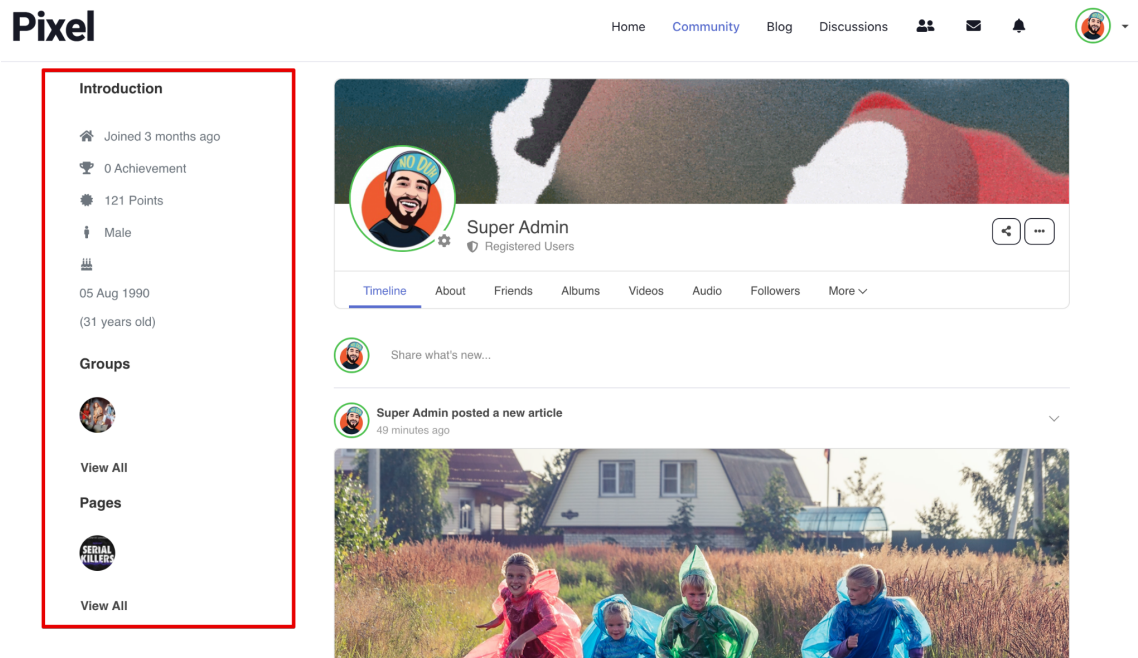 Pixel
Home Community Blog Discussions
Introduction
Joined 3 months ago
0 Achievement
121 Points
Male
05 Aug 1990
(31 years old)
Groups
View All
Pages
SERIAL
KILLERS
View All
NO DUR
Super Admin
Registered Users
Timeline About Friends Albums Videos Audio Followers More
Share what's new...
Super Admin posted a new article
49 minutes ago